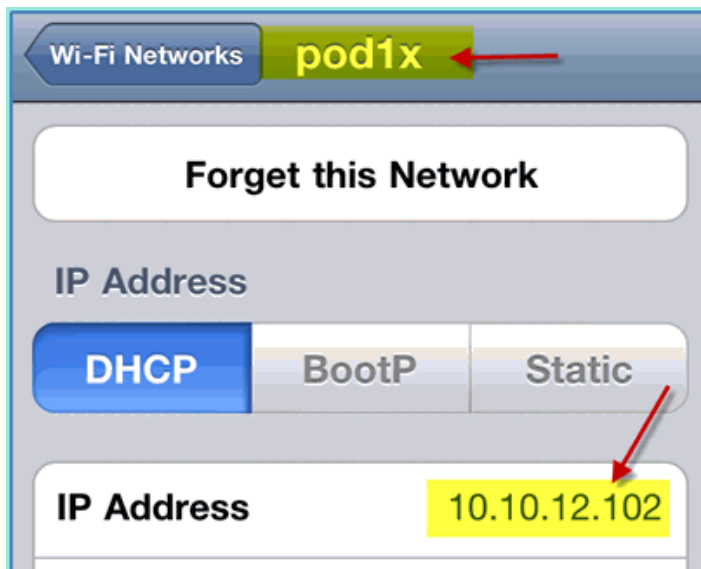 Wi-Fi Networks pod1x
Forget this Network
IP Address
DHCP BootP Static
IP Address 10.10.12.102